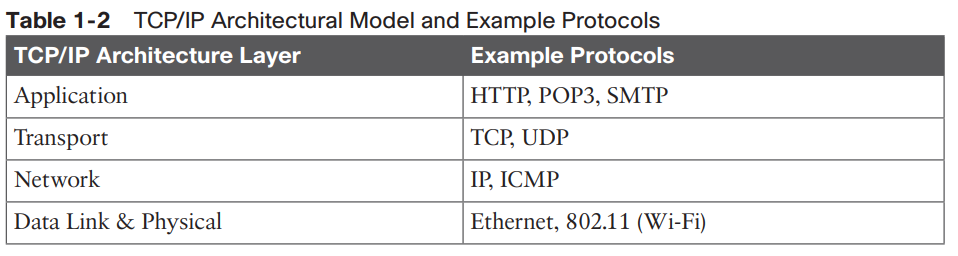 Table 1-2 TCP/IP Architectural Model and Example Protocols
TCP/IP Architecture Layer Example Protocols
Application HTTP, POP3, SMTP
Transport TCP, UDP
Network IP, ICMP
Data Link & Physical Ethernet, 802.11 (Wi-Fi)